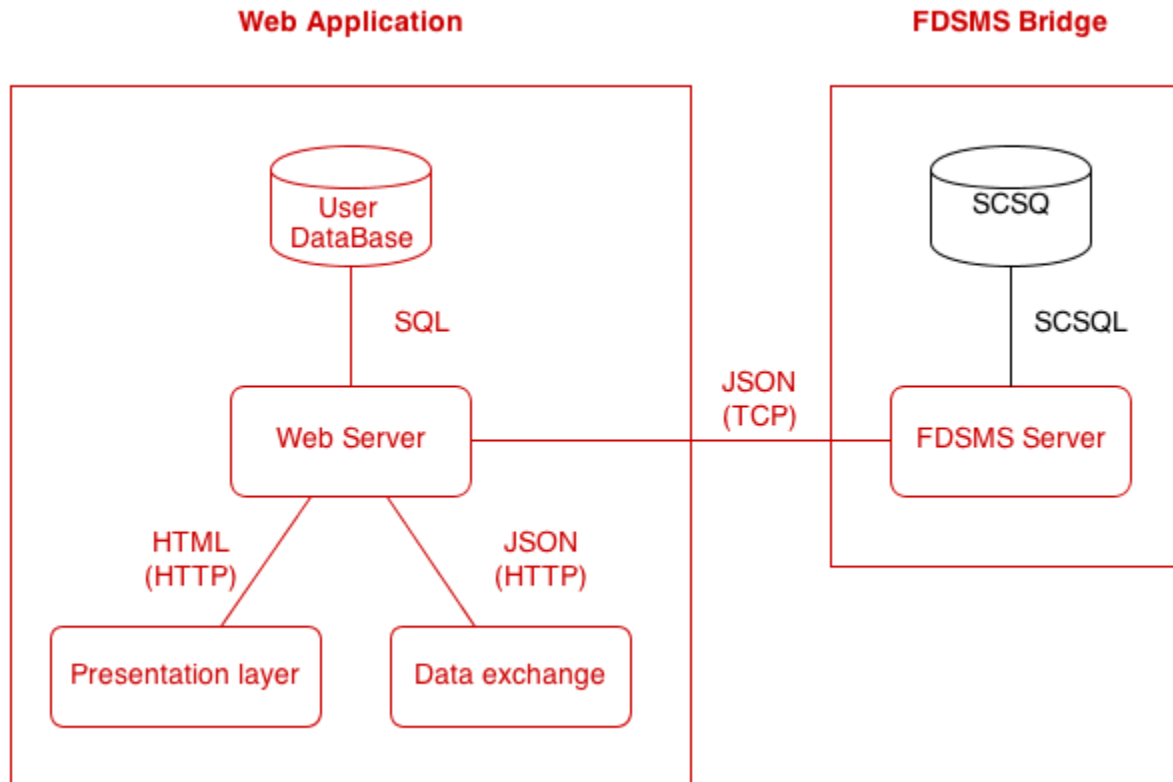 Web Application
FDSMS Bridge
User
DataBase
SCSQ
SQL
SCSQL
JSON
(TCP)
Web Server
FDSMS Server
HTML
(HTTP)
JSON
(HTTP)
Presentation layer
Data exchange